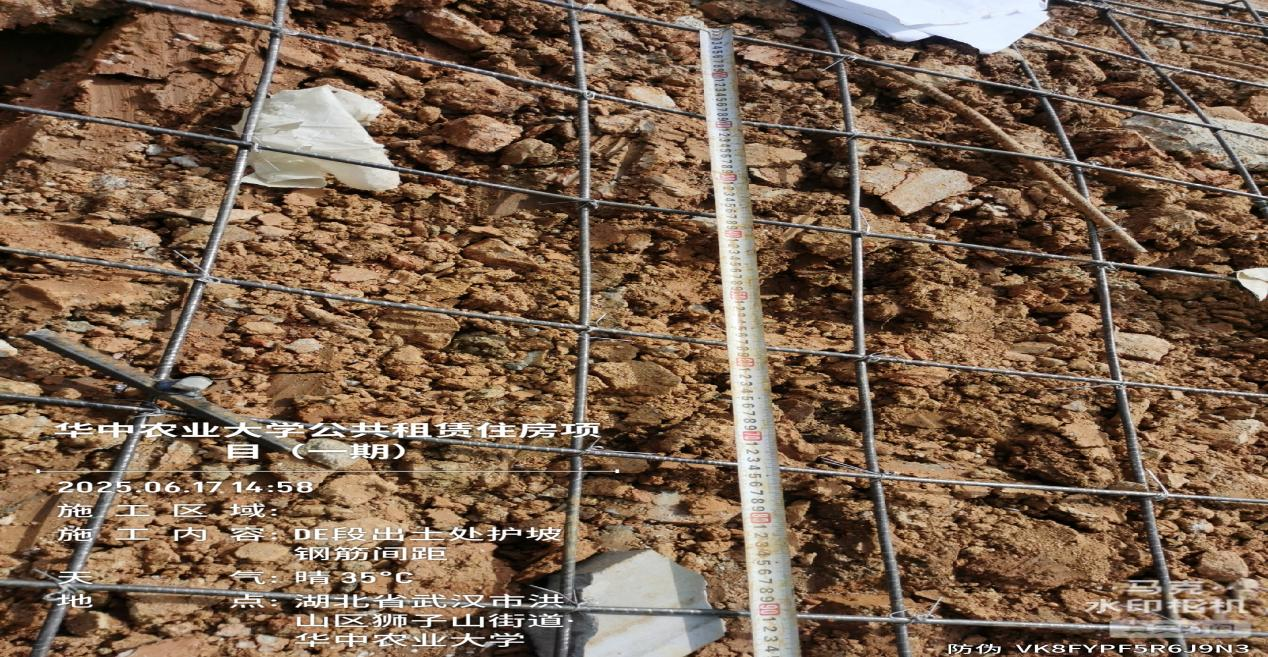 华中农业大学公共租赁住房项
目（一期）
2025.06.17 14:58
施工区域：
施工内容：DE段出土处护坡
钢筋间距
天气：晴 35°C
地点：湖北省武汉市洪
山区狮子山街道·
华中农业大学
马克
水印相机
防伪 VK8FYPF5R6J9N3